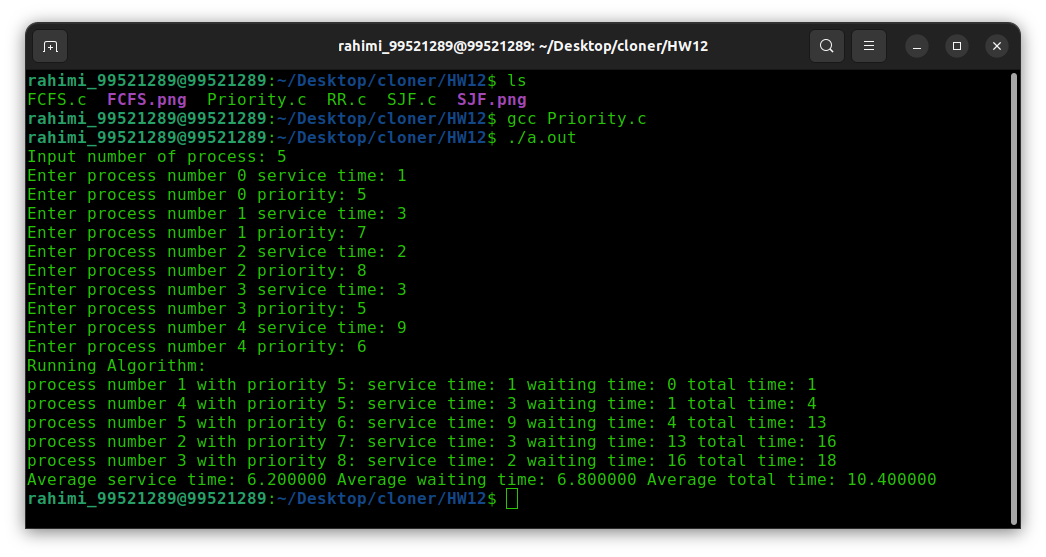 rahimi_99521289@99521289: ~/Desktop/cloner/HW12
rahimi_99521289@99521289:~/Desktop/cloner/HW12$ ls
FCFS.c  FCFS.png  Priority.c  RR.c  SJF.c  SJF.png
rahimi_99521289@99521289:~/Desktop/cloner/HW12$ gcc Priority.c
rahimi_99521289@99521289:~/Desktop/cloner/HW12$ ./a.out
Input number of process: 5
Enter process number 0 service time: 1
Enter process number 0 priority: 5
Enter process number 1 service time: 3
Enter process number 1 priority: 7
Enter process number 2 service time: 2
Enter process number 2 priority: 8
Enter process number 3 service time: 3
Enter process number 3 priority: 5
Enter process number 4 service time: 9
Enter process number 4 priority: 6
Running Algorithm:
process number 1 with priority 5: service time: 1 waiting time: 0 total time: 1
process number 4 with priority 5: service time: 3 waiting time: 1 total time: 4
process number 5 with priority 6: service time: 9 waiting time: 4 total time: 13
process number 2 with priority 7: service time: 3 waiting time: 13 total time: 16
process number 3 with priority 8: service time: 2 waiting time: 16 total time: 18
Average service time: 6.200000 Average waiting time: 6.800000 Average total time: 10.400000
rahimi_99521289@99521289:~/Desktop/cloner/HW12$